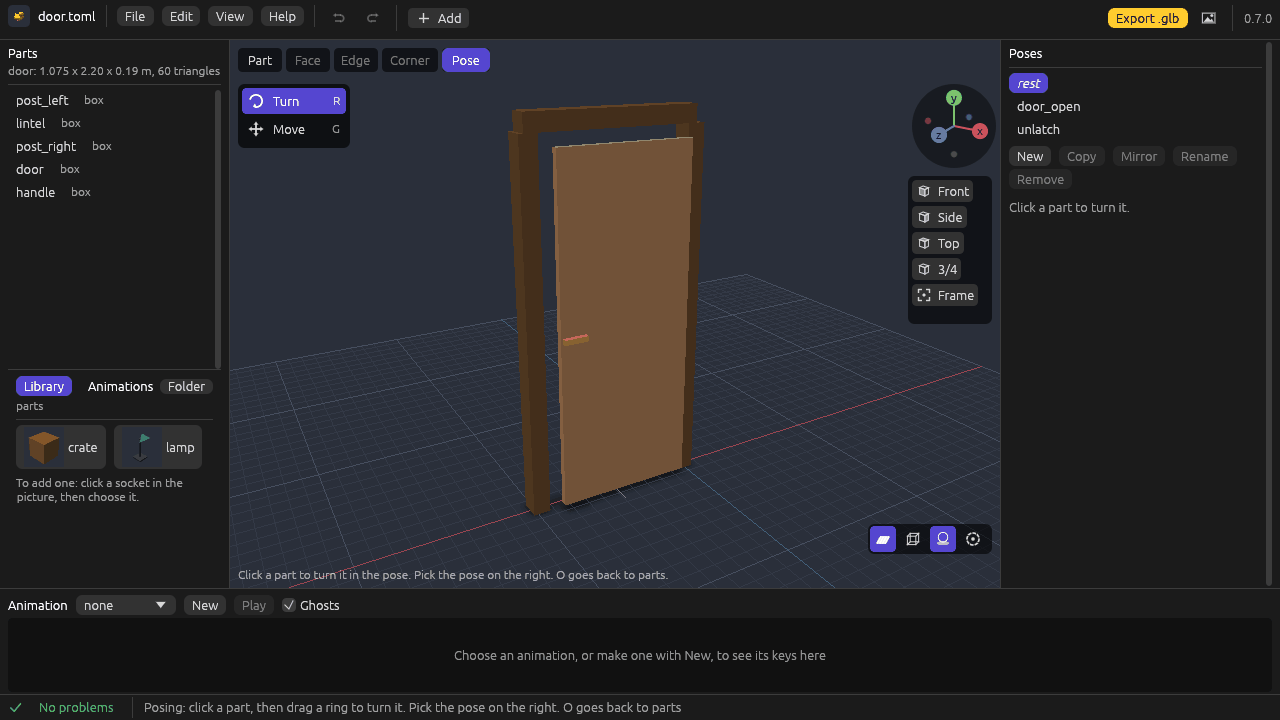 door.toml File Edit View Help + Add Export .glb 0.7.0
Parts
door: 1.075 x 2.20 x 0.19 m, 60 triangles
post_left box
lintel box
post_right box
door box
handle box
Library Animations Folder
parts
crate lamp
To add one: click a socket in the
picture, then choose it.
Part Face Edge Corner Pose
Turn R
Move G
y
x
z
Front
Side
Top
3/4
Frame
Click a part to turn it in the pose. Pick the pose on the right. O goes back to parts.
Poses
rest
door_open
unlatch
New Copy Mirror Rename
Remove
Click a part to turn it.
Animation none New Play Ghosts
Choose an animation, or make one with New, to see its keys here
No problems Posing: click a part, then drag a ring to turn it. Pick the pose on the right. O goes back to parts